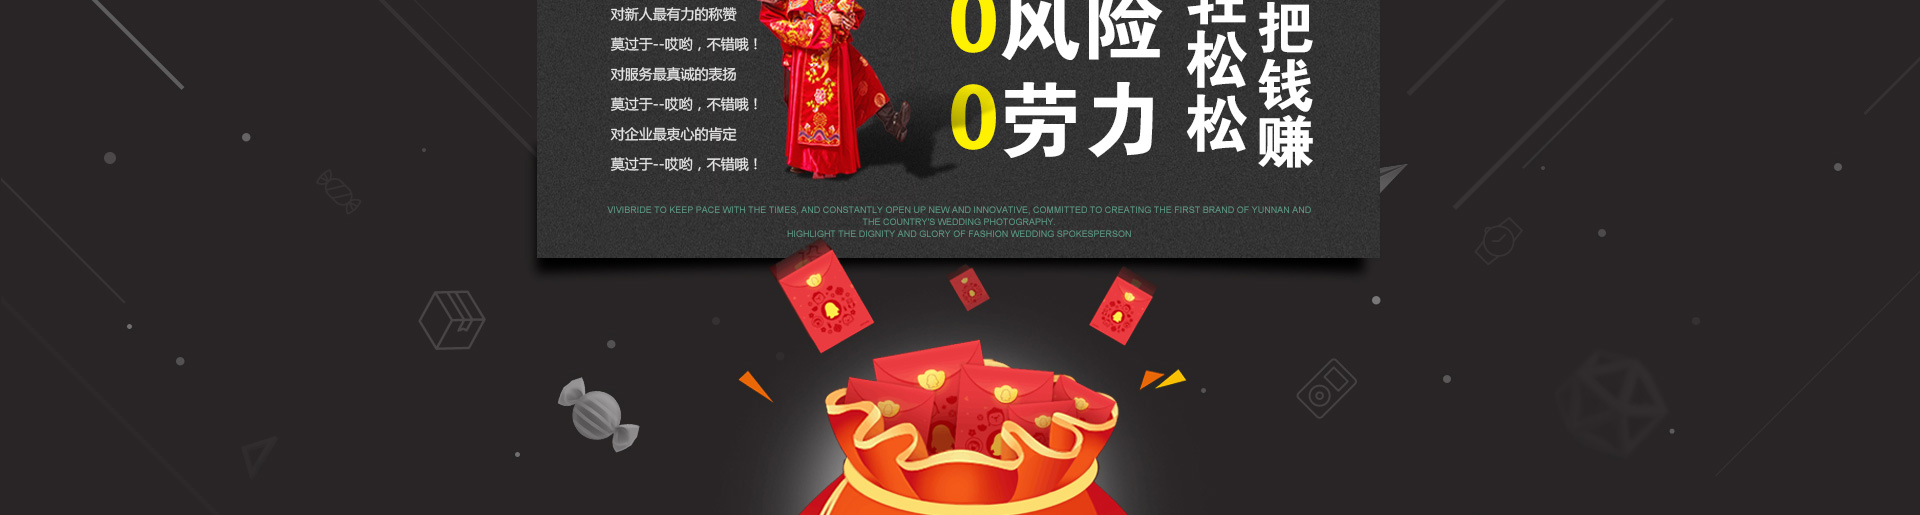 对新人最有力的称赞
莫过于--哎哟，不错哦！
对服务最真诚的表扬
莫过于--哎哟，不错哦！
对企业最衷心的肯定
莫过于--哎哟，不错哦！
0风险
0劳力
松松
把钱赚
VIVIBRIDE TO KEEP PACE WITH THE TIMES, AND CONSTANTLY OPEN UP NEW AND INNOVATIVE, COMMITTED TO CREATING THE FIRST BRAND OF YUNNAN AND
THE COUNTRY'S WEDDING PHOTOGRAPHY.
HIGHLIGHT THE DIGNITY AND GLORY OF FASHION WEDDING SPOKESPERSON